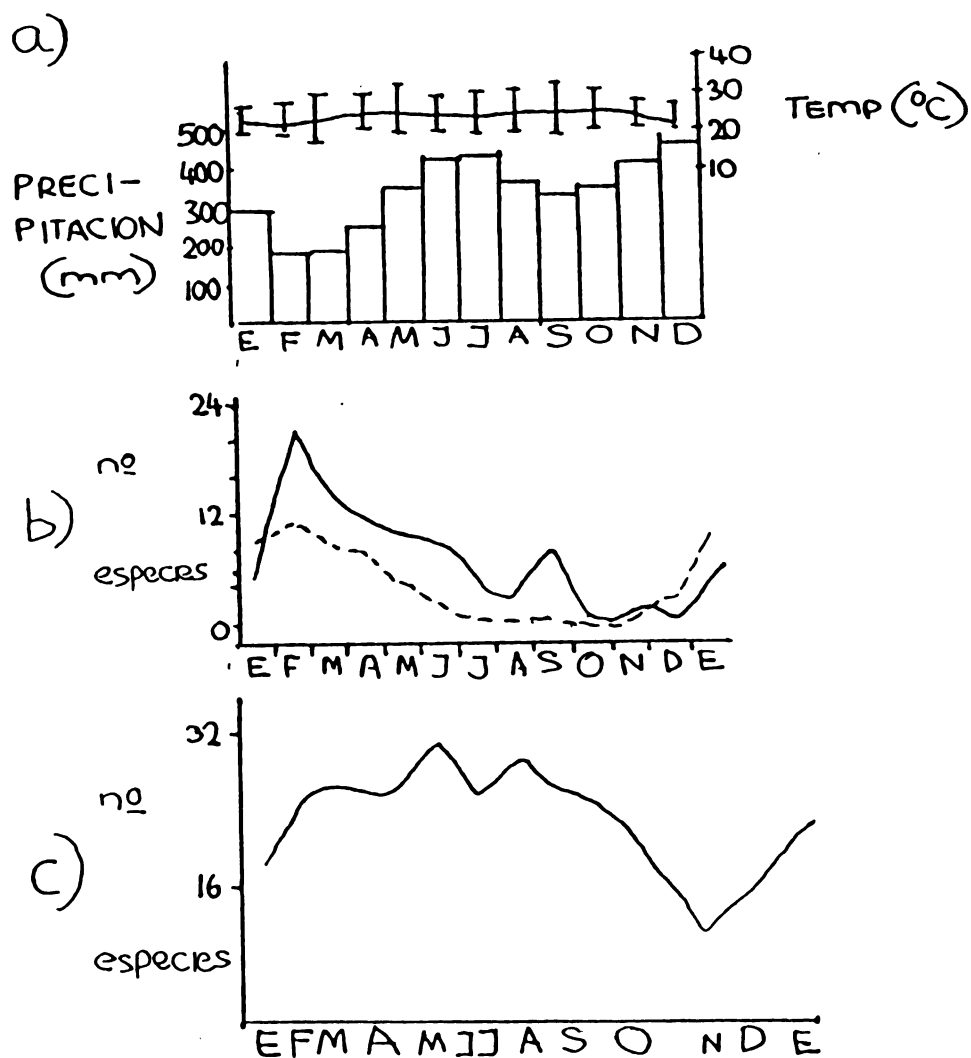 a)
40
30
TEMP (ºC)
20
10
500
400
PRECI-
PITACION
(mm)
300
200
100
E F M A M J J A S O N D
b)
24
nº
12
especies
0
E F M A M J J A S O N D E
c)
32
nº
16
especies
E F M A M J J A S O N D E